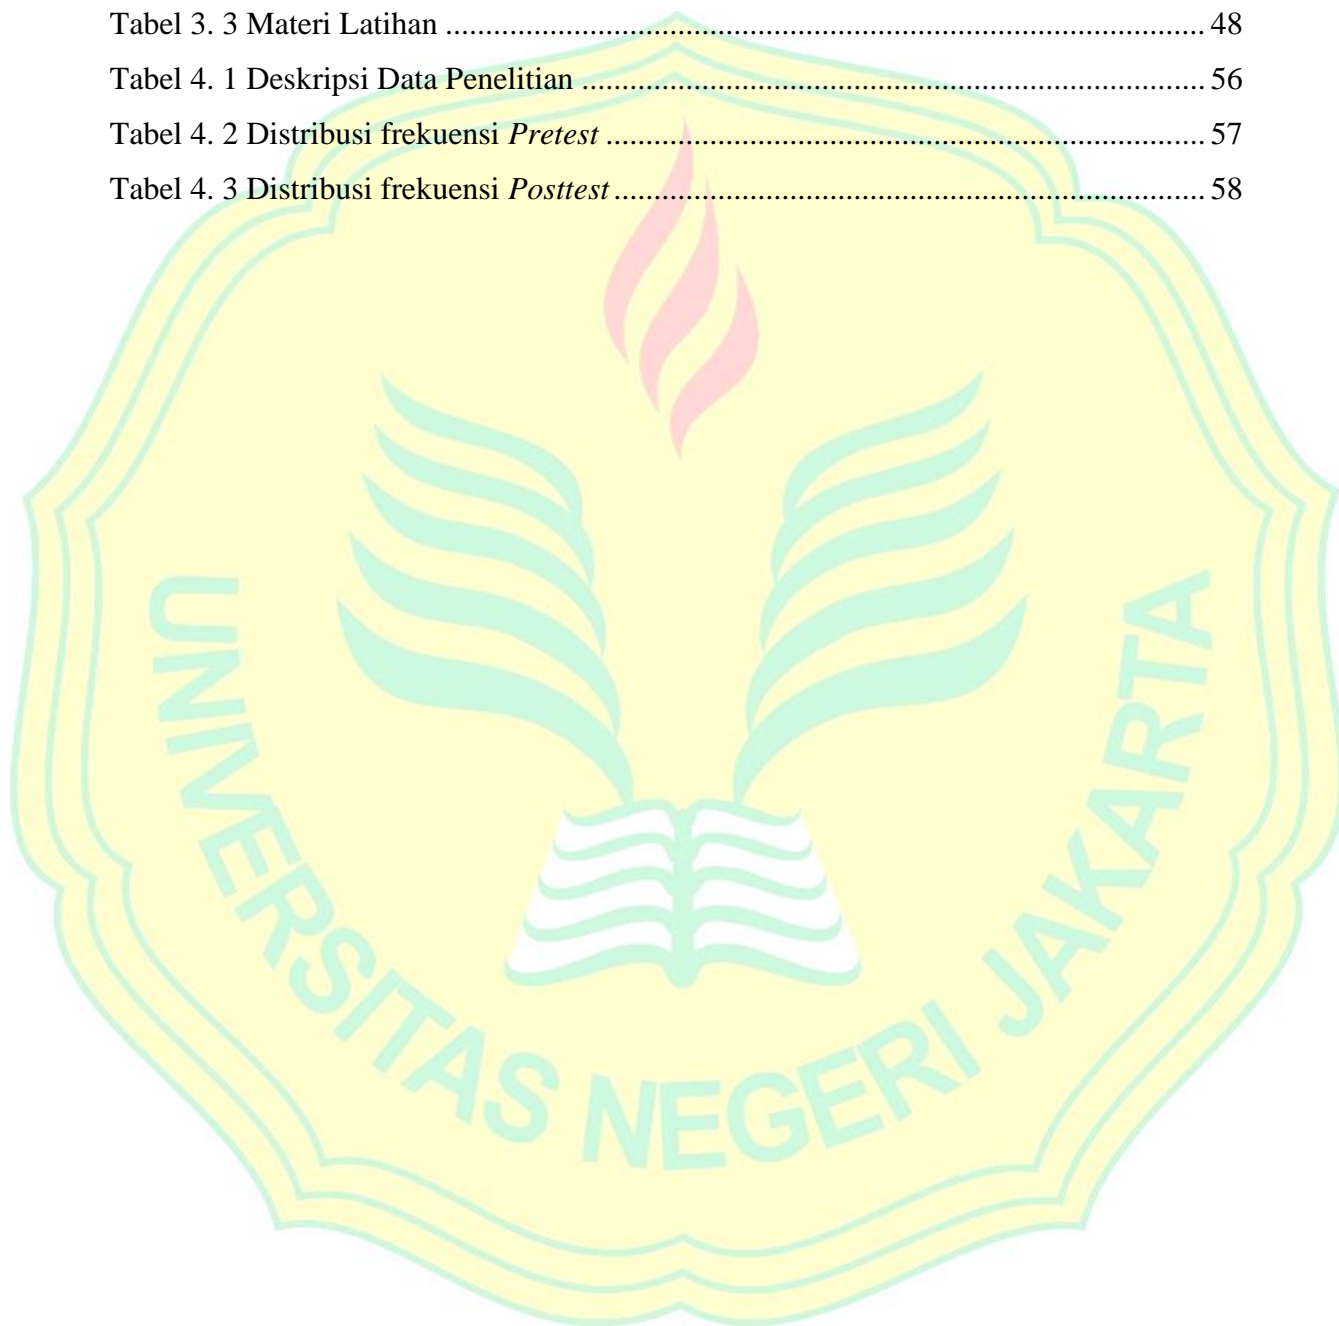 Tabel 3. 3 Materi Latihan ................................................................................................ 48
Tabel 4. 1 Deskripsi Data Penelitian ............................................................................... 56
Tabel 4. 2 Distribusi frekuensi Pretest ............................................................................ 57
Tabel 4. 3 Distribusi frekuensi Posttest ........................................................................... 58
UNIVERSITAS NEGERI JAKARTA